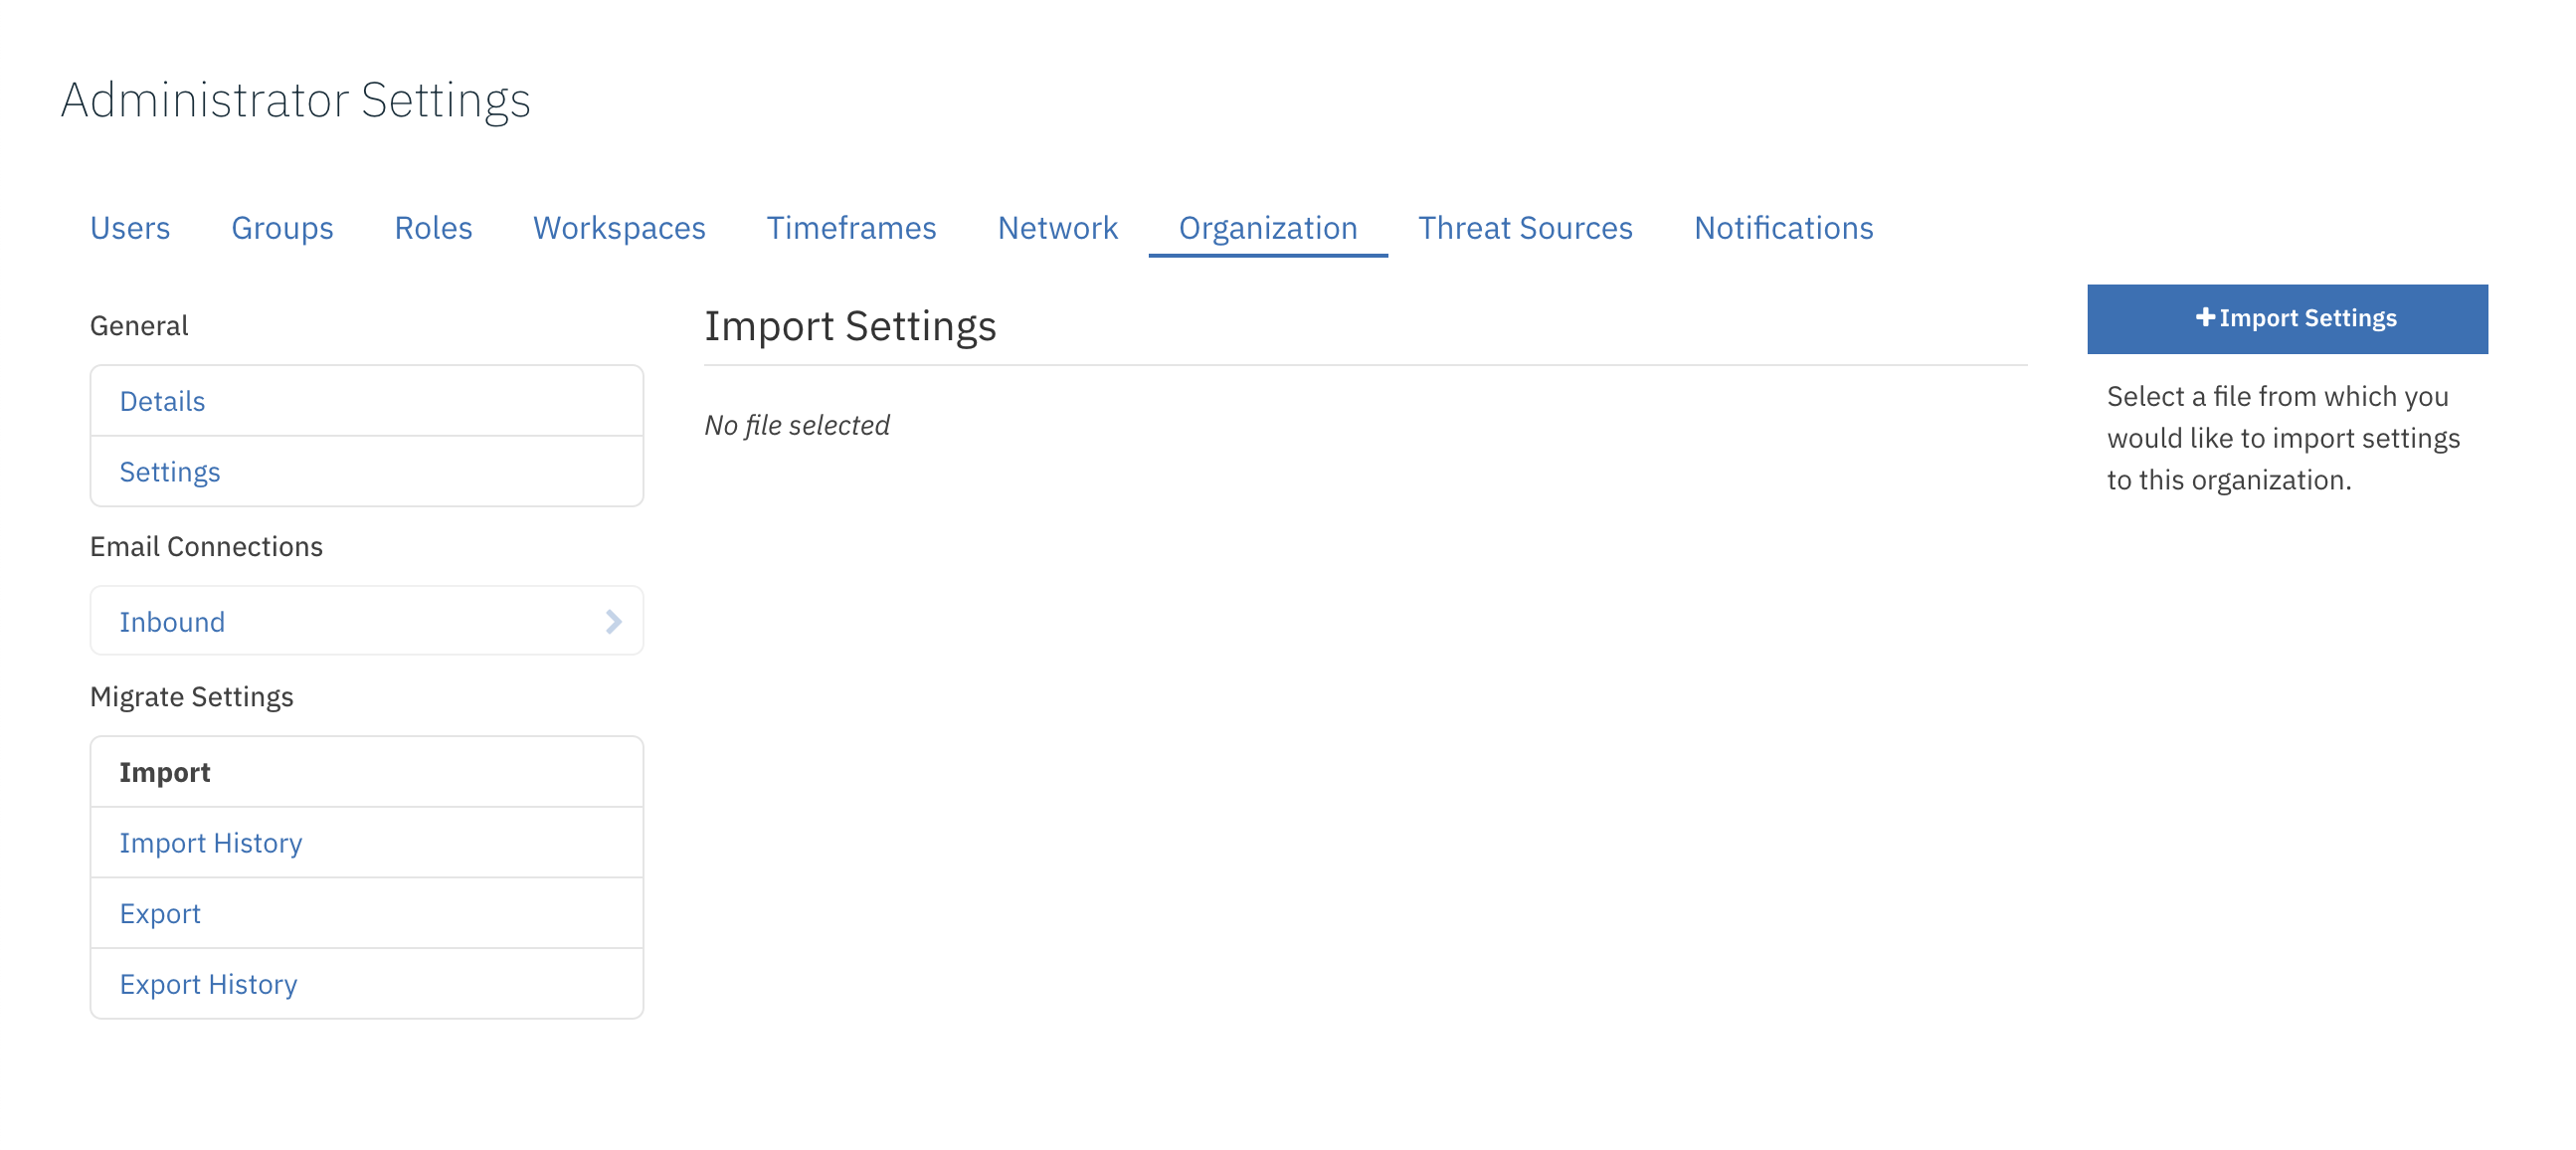 Administrator Settings
Users Groups Roles Workspaces Timeframes Network Organization Threat Sources Notifications
General
Details
Settings
Email Connections
Inbound
Migrate Settings
Import
Import History
Export
Export History
Import Settings
No file selected
Import Settings
Select a file from which you
would like to import settings
to this organization.